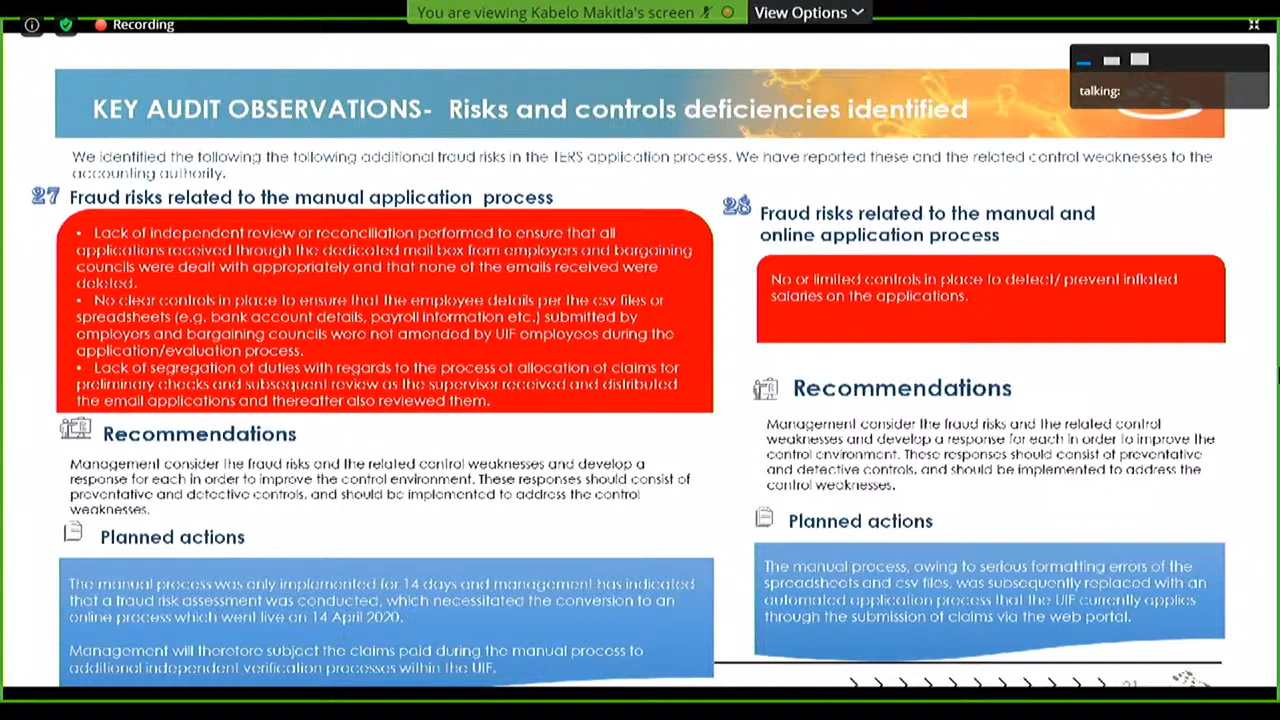 You are viewing Kabelo Makitla's screen
View Options
Recording
talking:
KEY AUDIT OBSERVATIONS- Risks and controls deficiencies identified
We identified the following the following additional fraud risks in the TERS application process. We have reported these and the related control weaknesses to the
accounting authority.
27 Fraud risks related to the manual application process
• Lack of independent review or reconciliation performed to ensure that all
applications received through the dedicated mail box from employers and bargaining
councils were dealt with appropriately and that none of the emails received were
deleted.
• No clear controls in place to ensure that the employee details per the csv files or
spreadsheets (e.g. bank account details, payroll information etc.) submitted by
employers and bargaining councils were not amended by UIF employees during the
application/evaluation process.
• Lack of segregation of duties with regards to the process of allocation of claims for
preliminary checks and subsequent review as the supervisor received and distributed
the email applications and thereafter also reviewed them.
Recommendations
Management consider the fraud risks and the related control weaknesses and develop a
response for each in order to improve the control environment. These responses should consist of
preventative and detective controls, and should be implemented to address the control
weaknesses.
Planned actions
The manual process was only implemented for 14 days and management has indicated
that a fraud risk assessment was conducted, which necessitated the conversion to an
online process which went live on 14 April 2020.
Management will therefore subject the claims paid during the manual process to
additional independent verification processes within the UIF.
28 Fraud risks related to the manual and
online application process
No or limited controls in place to detect/ prevent inflated
salaries on the applications.
Recommendations
Management consider the fraud risks and the related control
weaknesses and develop a response for each in order to improve the
control environment. These responses should consist of preventative
and detective controls, and should be implemented to address the
control weaknesses.
Planned actions
The manual process, owing to serious formatting errors of the
spreadsheets and csv files, was subsequently replaced with an
automated application process that the UIF currently applies
through the submission of claims via the web portal.